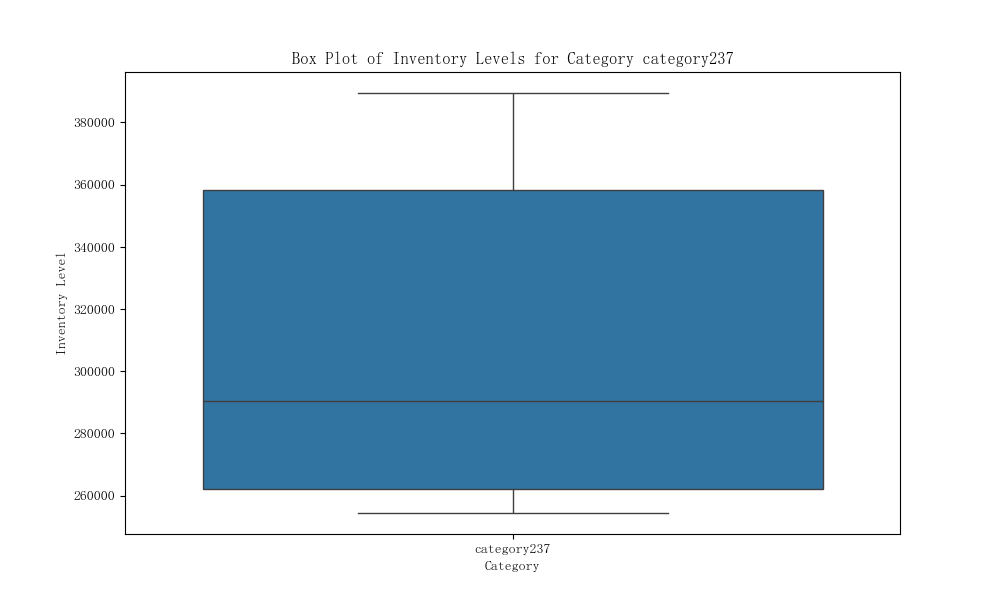 Box Plot of Inventory Levels for Category category237
Inventory Level
380000
360000
340000
320000
300000
280000
260000
category237
Category